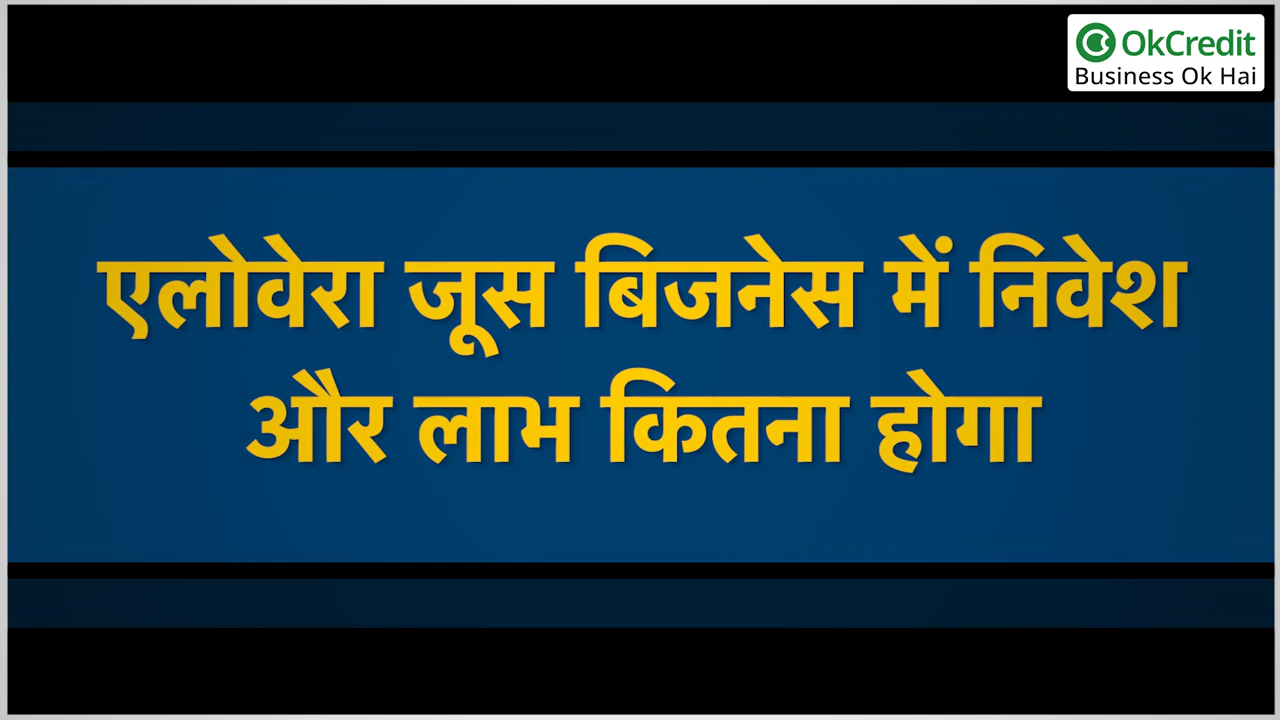 OkCredit
Business Ok Hai
एलोवेरा जूस बिजनेस में निवेश
और लाभ कितना होगा